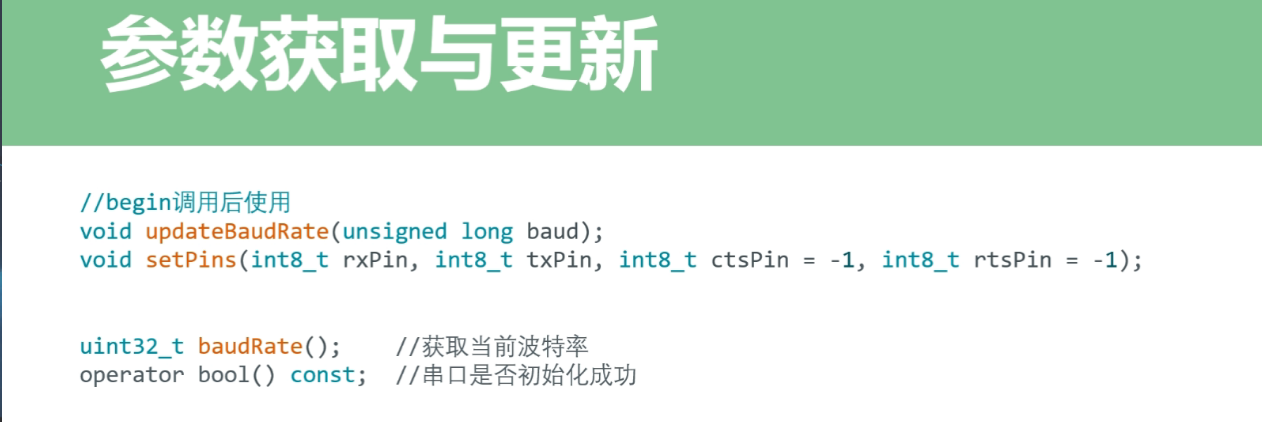 参数获取与更新
//begin调用后使用
void updateBaudRate(unsigned long baud);
void setPins(int8_t rxPin, int8_t txPin, int8_t ctsPin = -1, int8_t rtsPin = -1);
uint32_t baudRate();    //获取当前波特率
operator bool() const;  //串口是否初始化成功